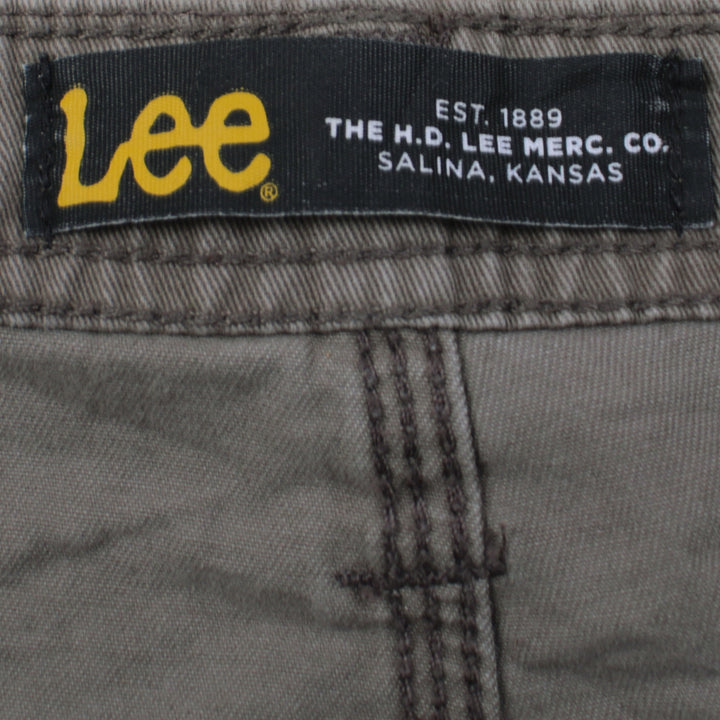 Lee®
EST. 1889
THE H.D. LEE MERC. CO.
SALINA, KANSAS